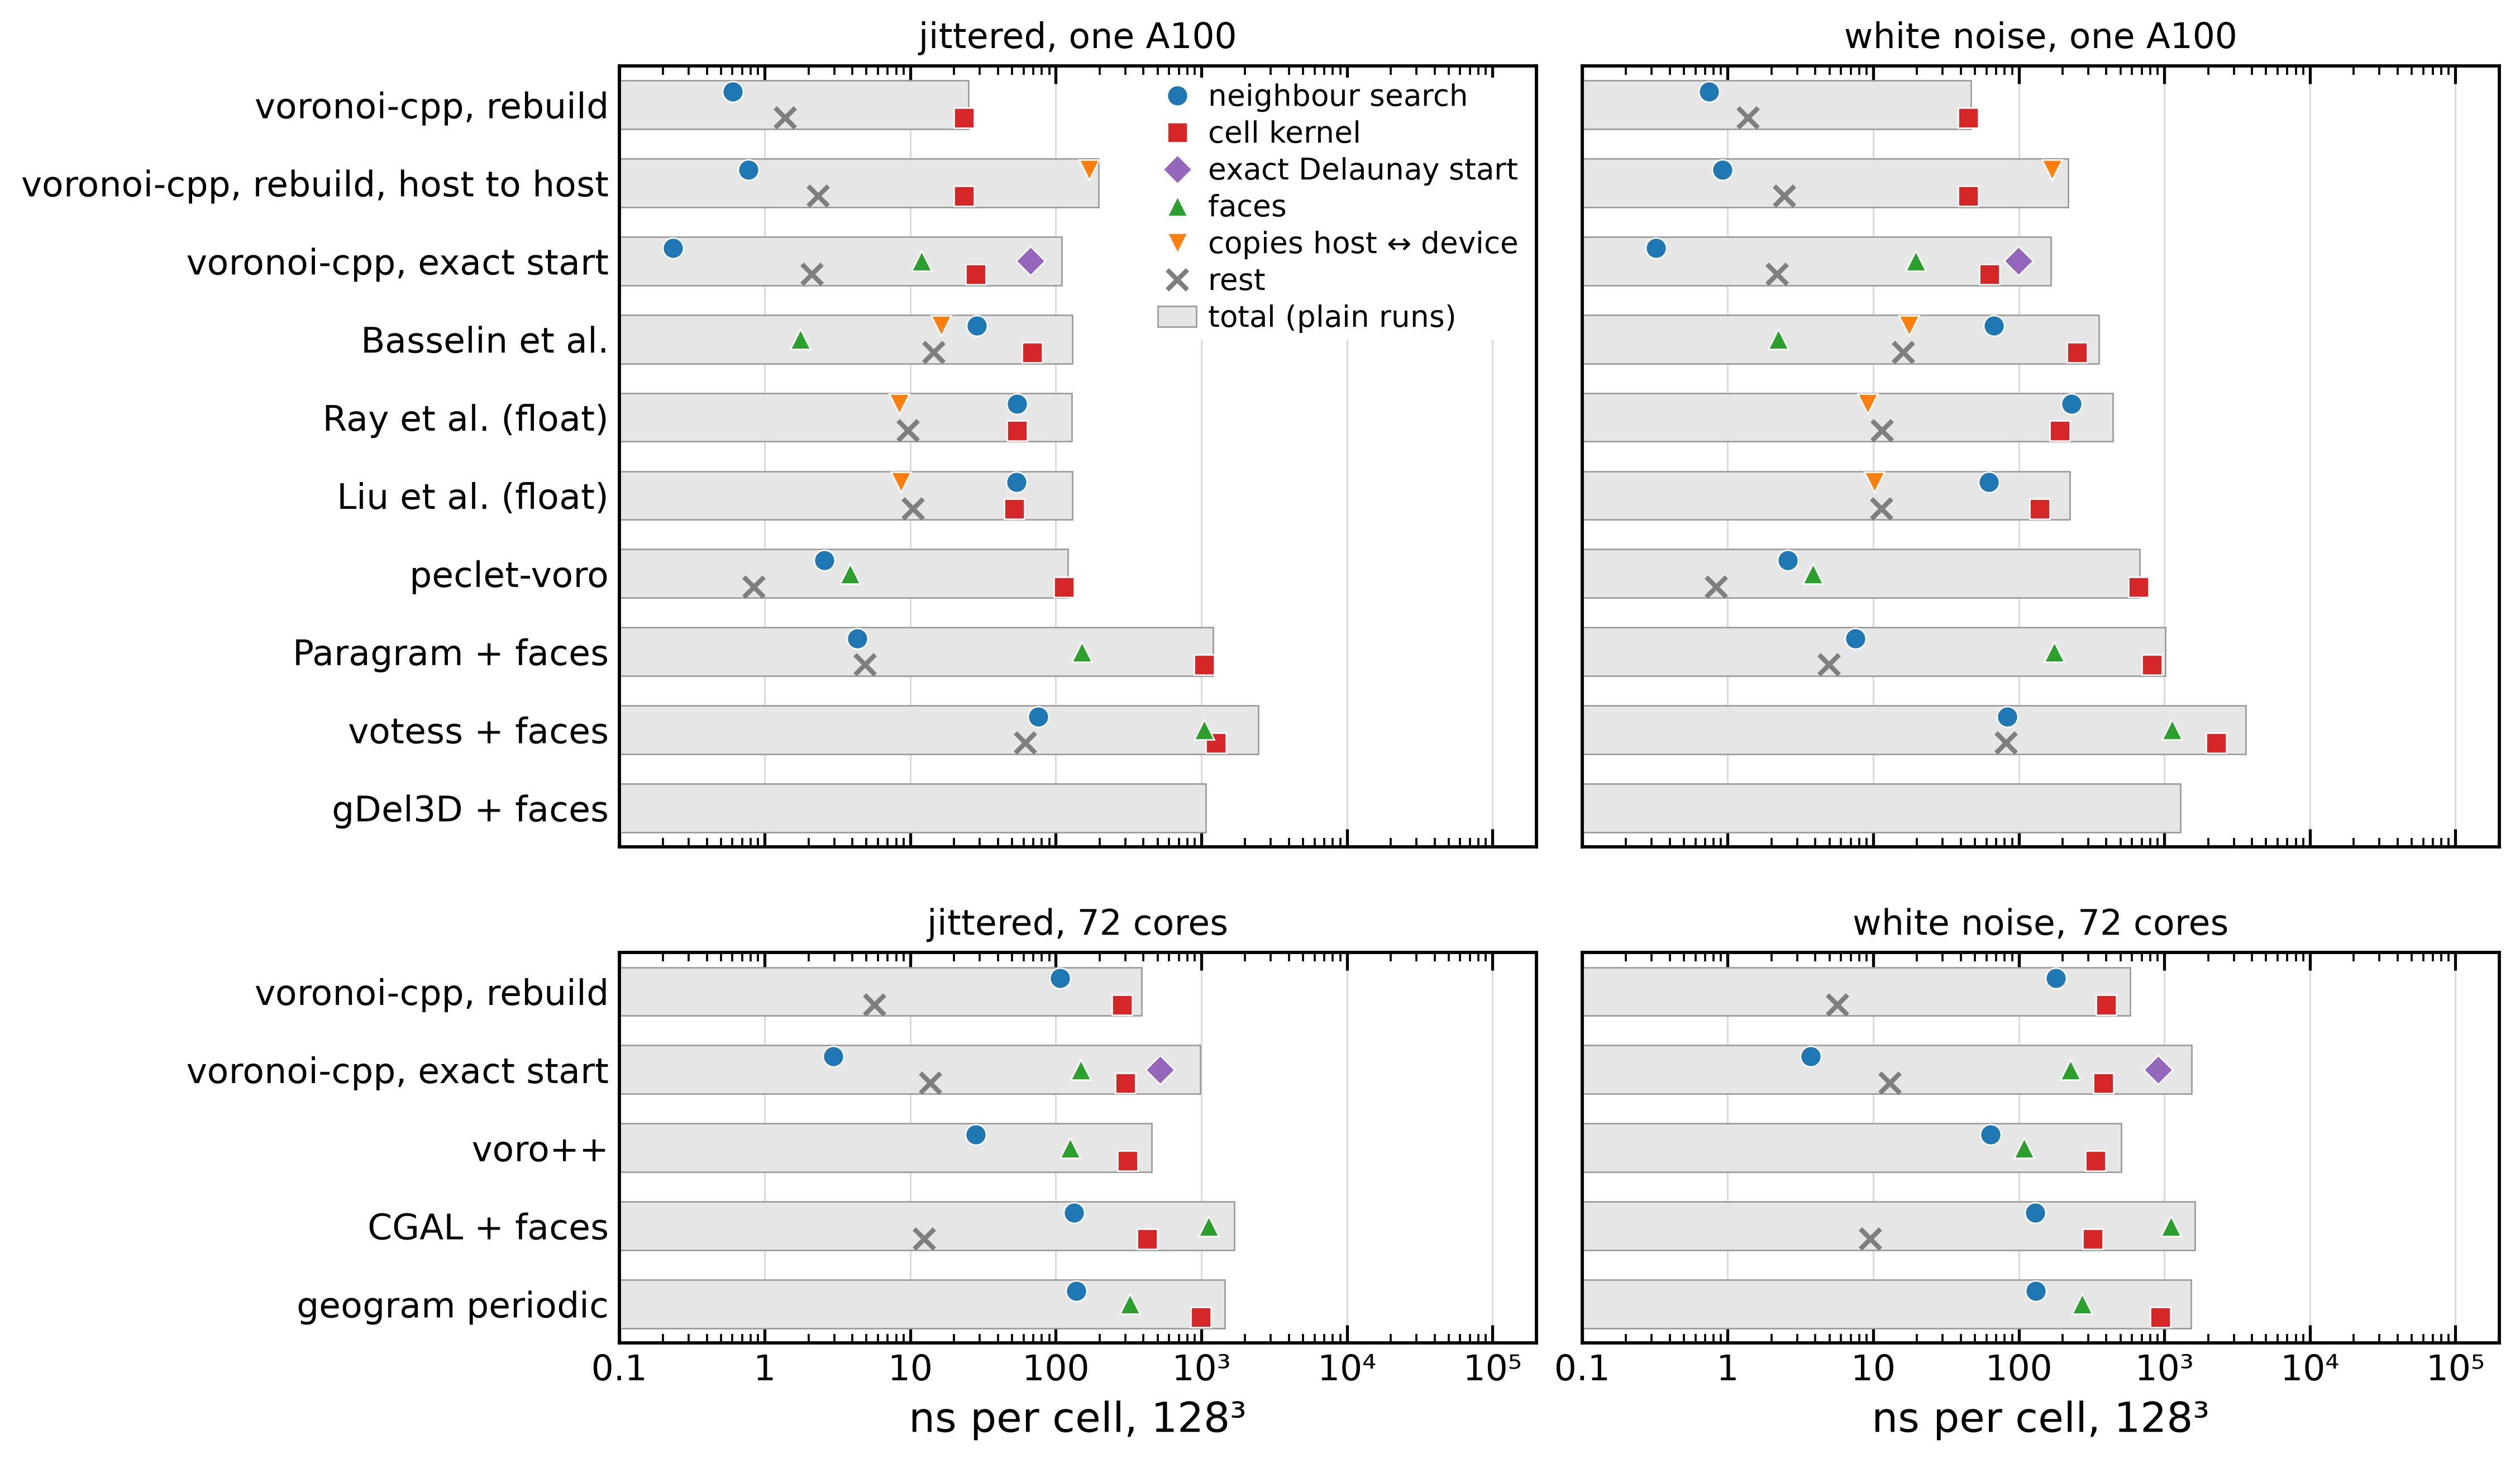 jittered, one A100
voronoi-cpp, rebuild
voronoi-cpp, rebuild, host to host
voronoi-cpp, exact start
Basselin et al.
Ray et al. (float)
Liu et al. (float)
peclet-voro
Paragram + faces
votess + faces
gDel3D + faces
neighbour search
cell kernel
exact Delaunay start
faces
copies host ↔ device
rest
total (plain runs)
white noise, one A100
jittered, 72 cores
voronoi-cpp, rebuild
voronoi-cpp, exact start
voro++
CGAL + faces
geogram periodic
0.1 1 10 100 10³ 10⁴ 10⁵
ns per cell, 128³
white noise, 72 cores
0.1 1 10 100 10³ 10⁴ 10⁵
ns per cell, 128³